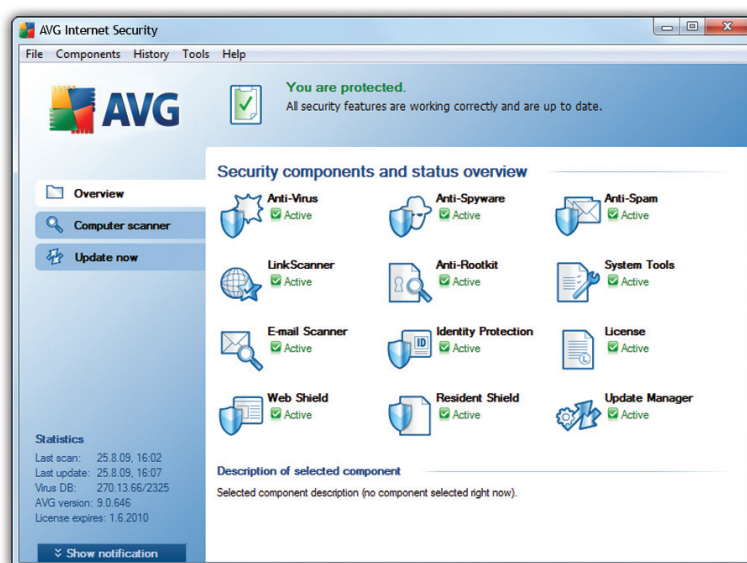 AVG Internet Security
File Components History Tools Help
AVG
You are protected.
All security features are working correctly and are up to date.
Overview
Computer scanner
Update now
Security components and status overview
Anti-Virus
Active
Anti-Spyware
Active
Anti-Spam
Active
LinkScanner
Active
Anti-Rootkit
Active
System Tools
Active
E-mail Scanner
Active
ID
Identity Protection
Active
L
License
Active
Web Shield
Active
Resident Shield
Active
Update Manager
Active
Statistics
Last scan: 25.8.09, 16:02
Last update: 25.8.09, 16:07
Virus DB: 270.13.66/2325
AVG version: 9.0.646
License expires: 1.6.2010
Description of selected component
Selected component description (no component selected right now).
Show notification